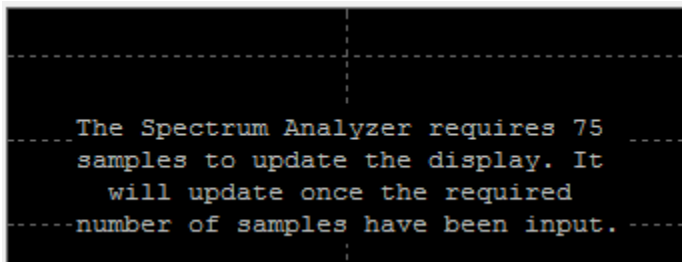 The Spectrum Analyzer requires 75
samples to update the display. It
will update once the required
number of samples have been input.